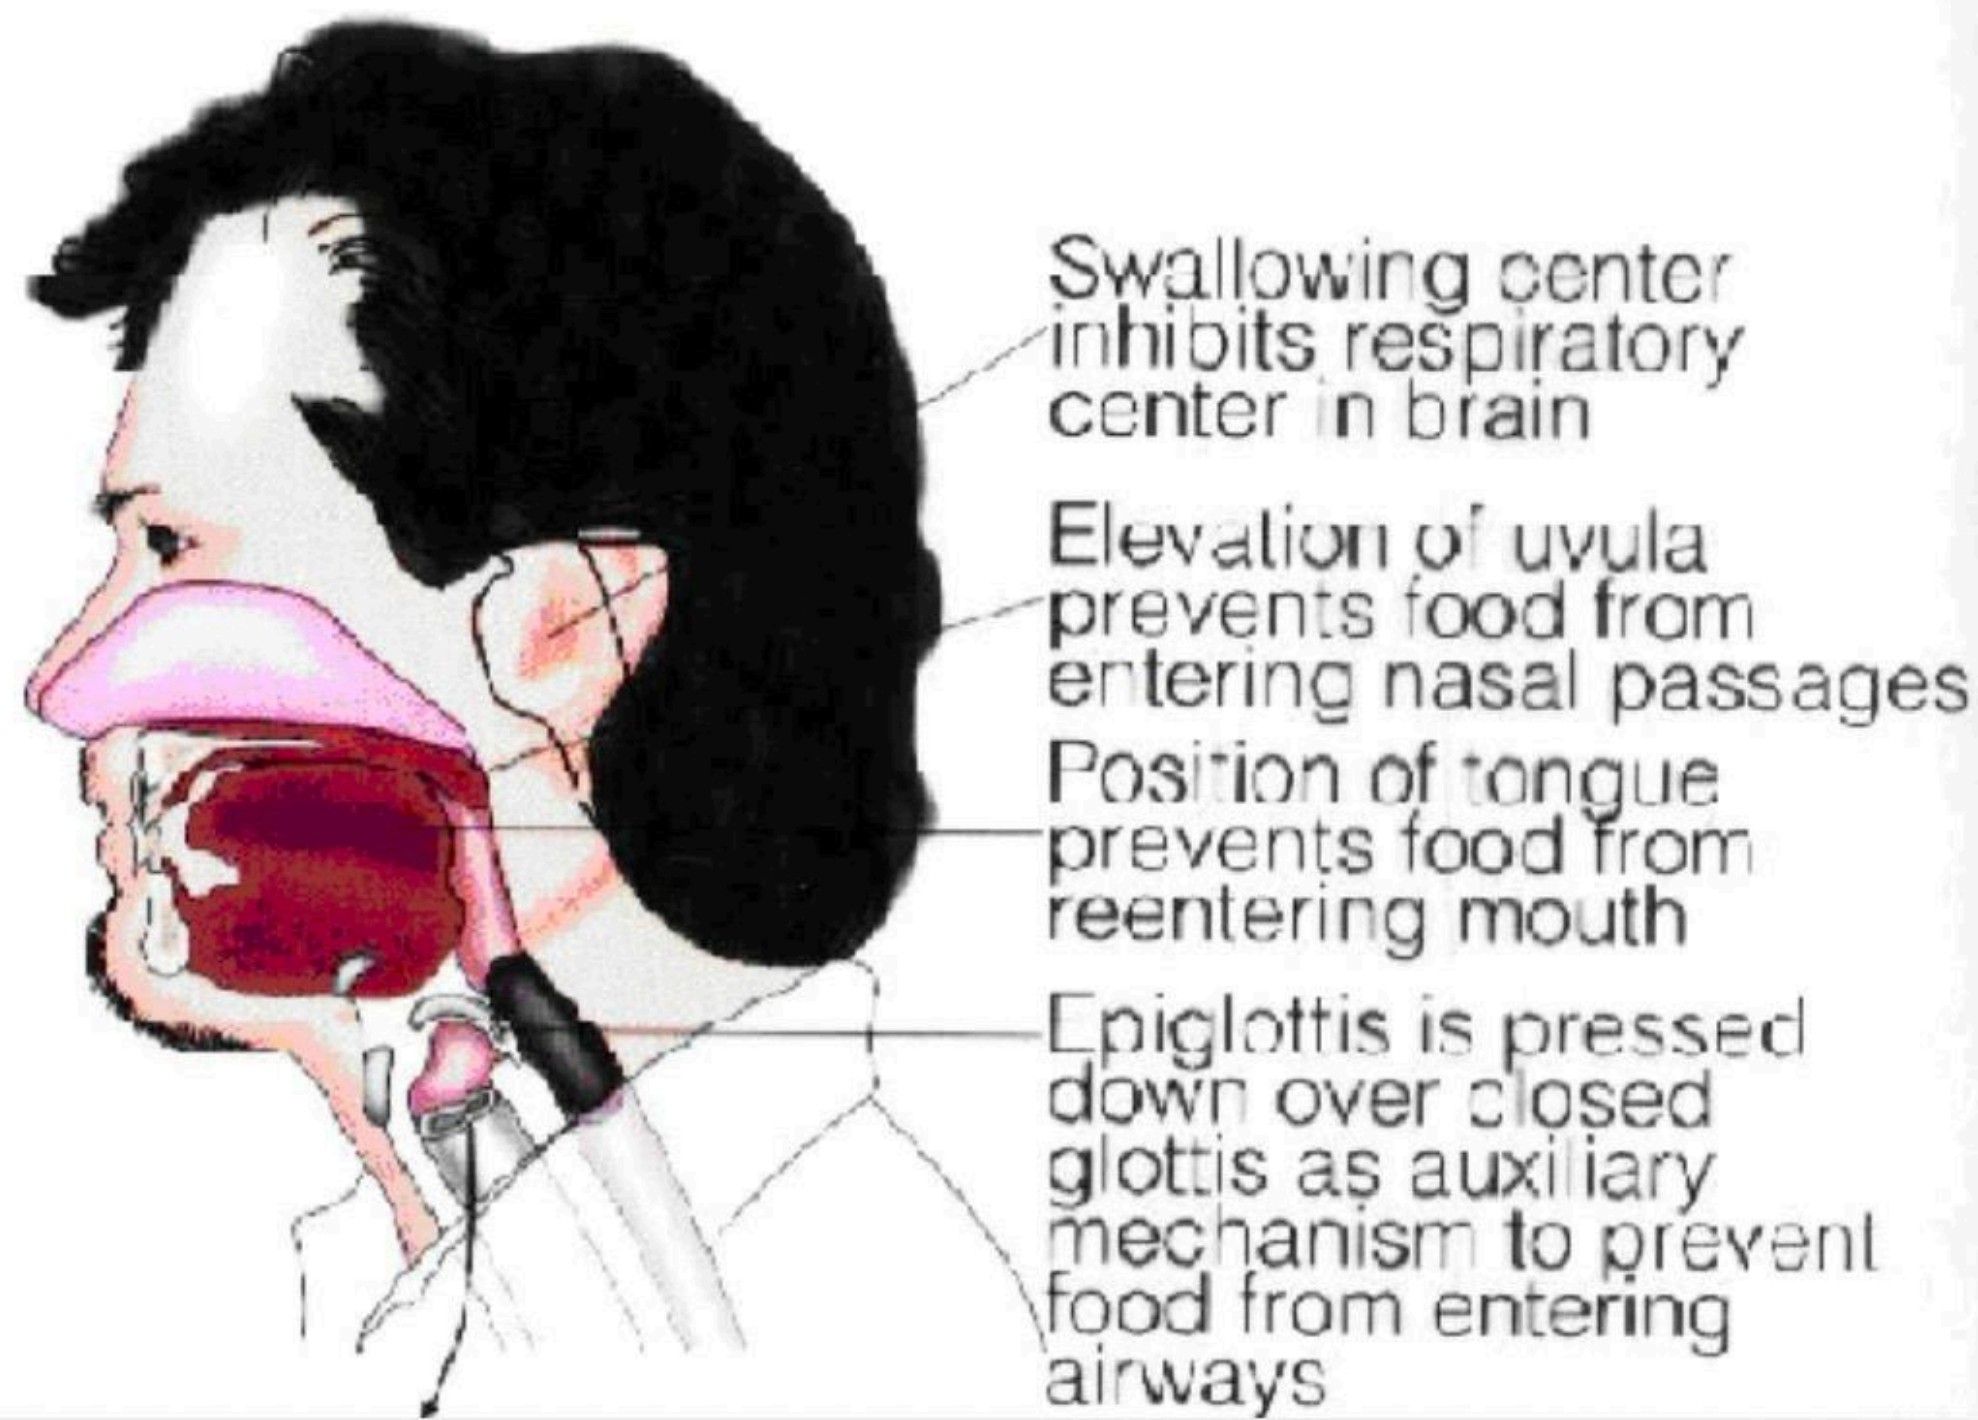 Swallowing center
inhibits respiratory
center in brain
Elevation of uvula
prevents food from
entering nasal passages
Position of tongue
prevents food from
reentering mouth
Epiglottis is pressed
down over closed
glottis as auxiliary
mechanism to prevent
food from entering
airways